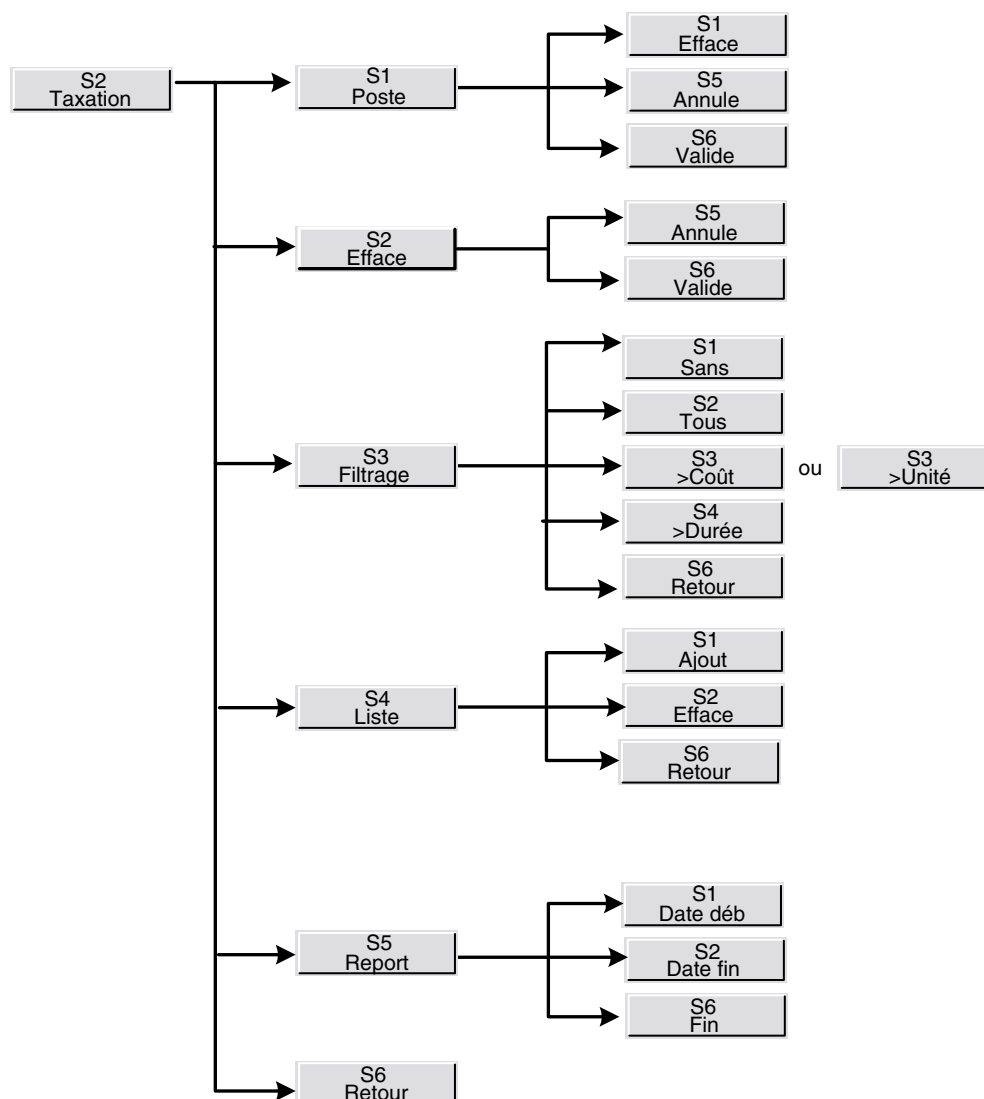 S2
Taxation
S1
Poste
S1
Efface
S5
Annule
S6
Valide
S2
Efface
S5
Annule
S6
Valide
S3
Filtrage
S1
Sans
S2
Tous
S3
>Coût
ou
S3
>Unité
S4
>Durée
S6
Retour
S4
Liste
S1
Ajout
S2
Efface
S6
Retour
S5
Report
S1
Date déb
S2
Date fin
S6
Fin
S6
Retour